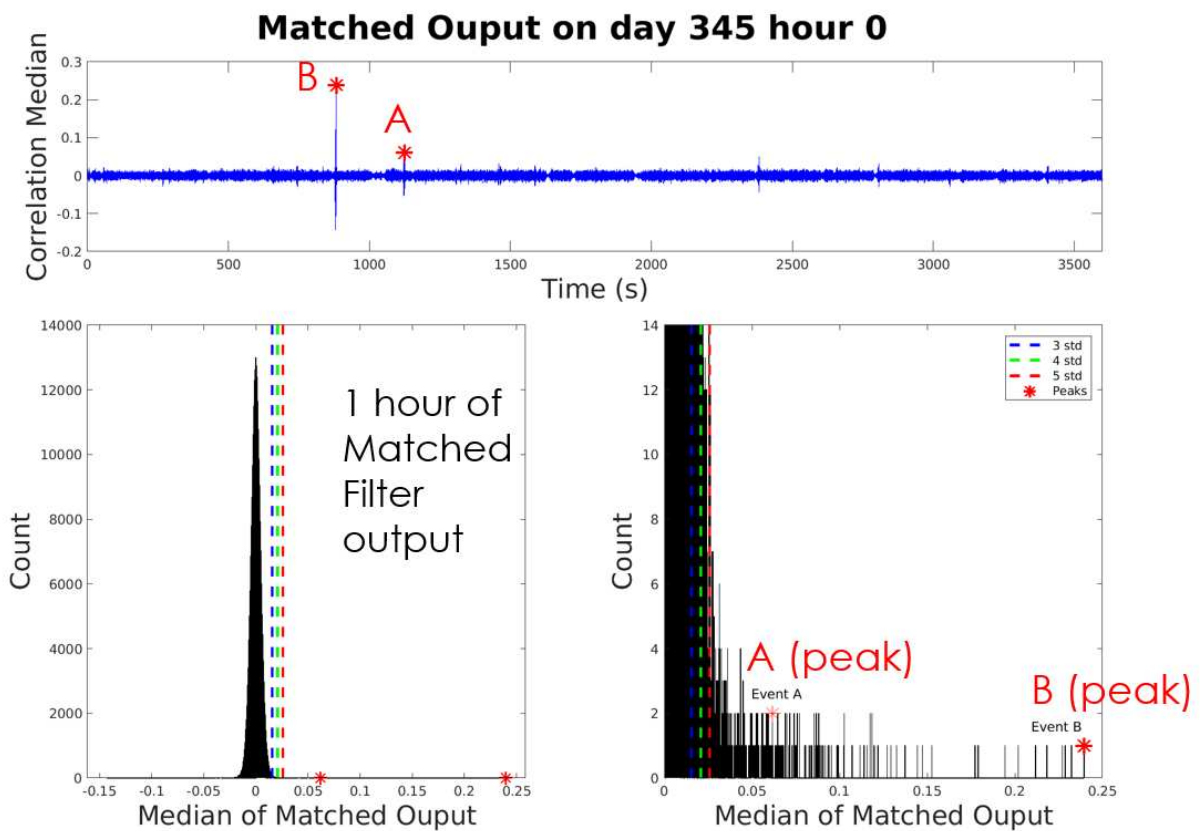 Matched Ouput on day 345 hour 0
Correlation Median
0.3
0.2
0.1
0
-0.1
-0.2
B
A
0
500
1000
1500
2000
2500
3000
3500
Time (s)
Count
14000
12000
10000
8000
6000
4000
2000
0
1 hour of
Matched
Filter
output
-0.15
-0.1
-0.05
0
0.05
0.1
0.15
0.2
0.25
Median of Matched Ouput
Count
14
12
10
8
6
4
2
0
3 std
4 std
5 std
Peaks
A (peak)
Event A
B (peak)
Event B
0
0.05
0.1
0.15
0.2
0.25
Median of Matched Ouput